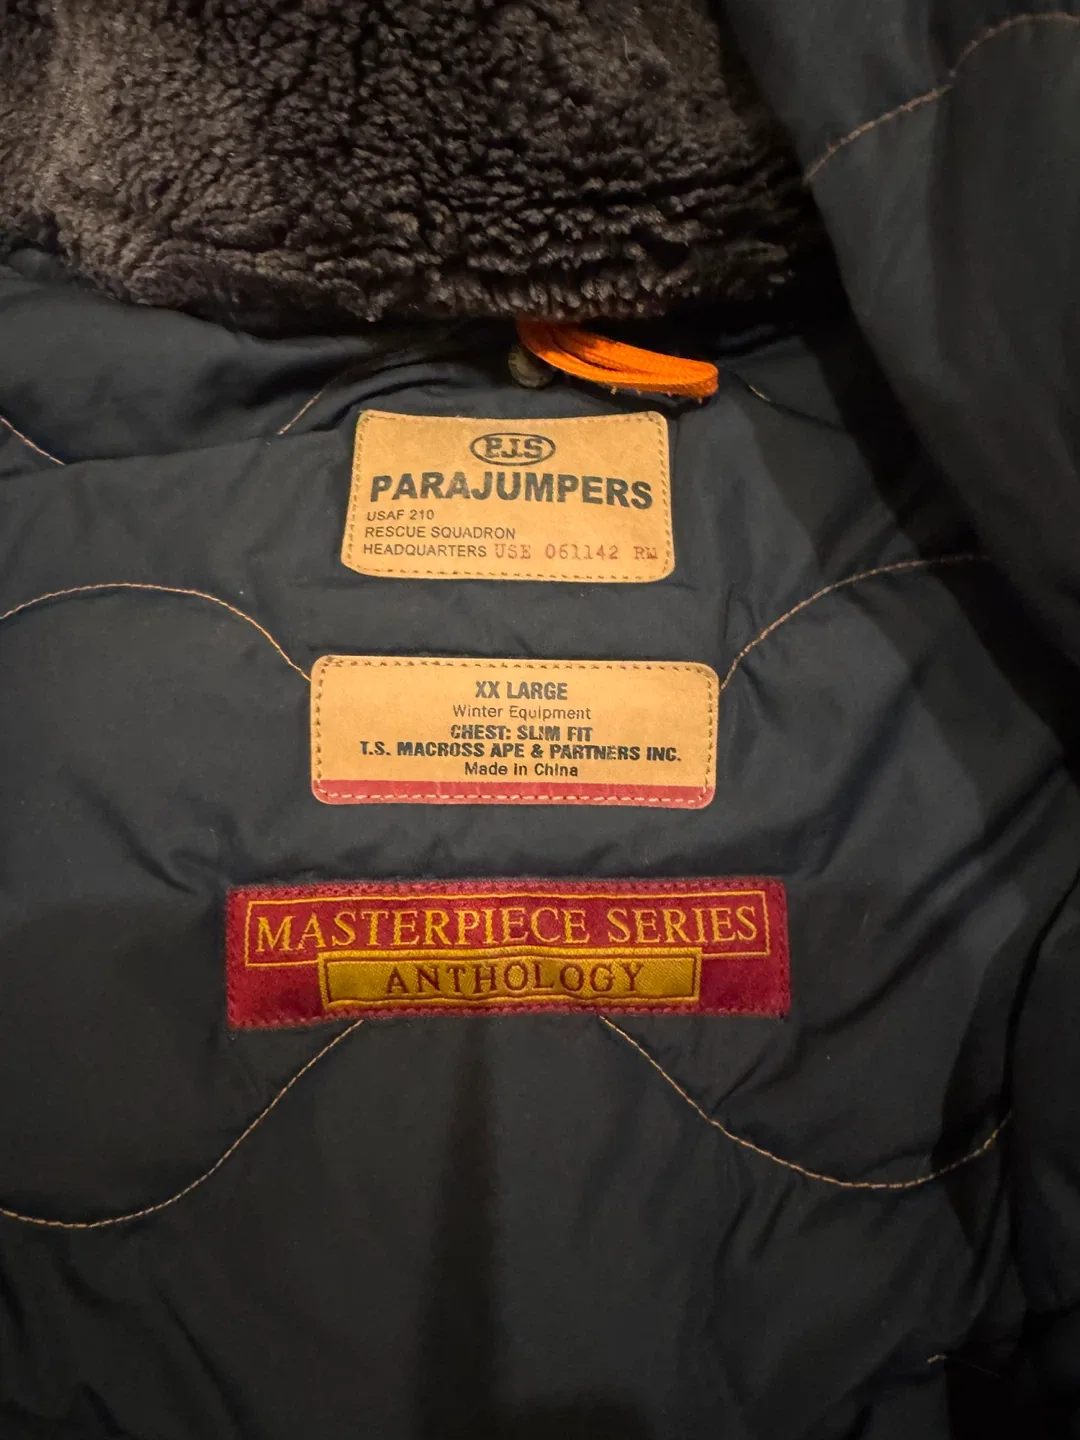 P.J.S
PARAJUMPERS
USAF 210
RESCUE SQUADRON
HEADQUARTERS USE 061142 RM
XX LARGE
Winter Equipment
CHEST: SLIM FIT
T.S. MACROSS APE & PARTNERS INC.
Made in China
MASTERPIECE SERIES
ANTHOLOGY